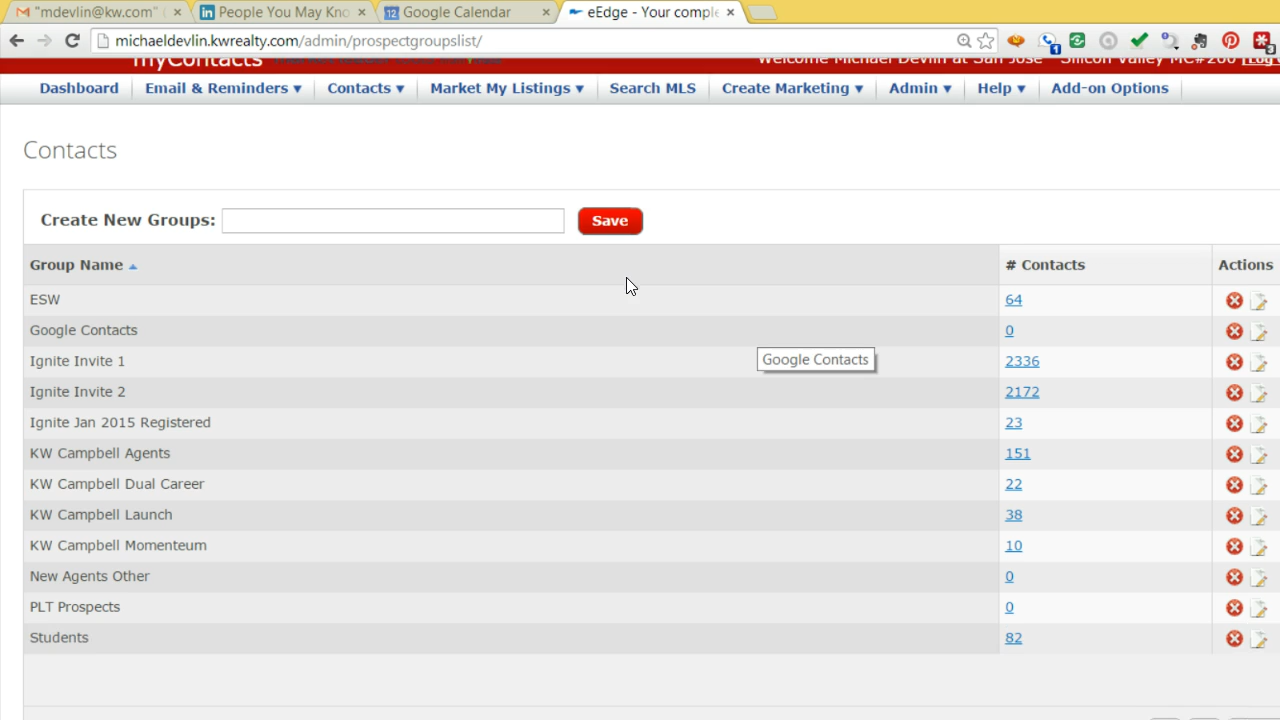 "mdevlin@kw.com" × People You May Kno × Google Calendar × eEdge - Your comple ×
michaeldevlin.kwrealty.com/admin/prospectgroupslist/
myContacts Welcome Michael Devlin at San Jose - Silicon Valley MC#260
Dashboard Email & Reminders ▼ Contacts ▼ Market My Listings ▼ Search MLS Create Marketing ▼ Admin ▼ Help ▼ Add-on Options
Contacts
Create New Groups: Save
Group Name # Contacts Actions
ESW 64
Google Contacts 0
Ignite Invite 1 2336
Google Contacts
Ignite Invite 2 2172
Ignite Jan 2015 Registered 23
KW Campbell Agents 151
KW Campbell Dual Career 22
KW Campbell Launch 38
KW Campbell Momenteum 10
New Agents Other 0
PLT Prospects 0
Students 82